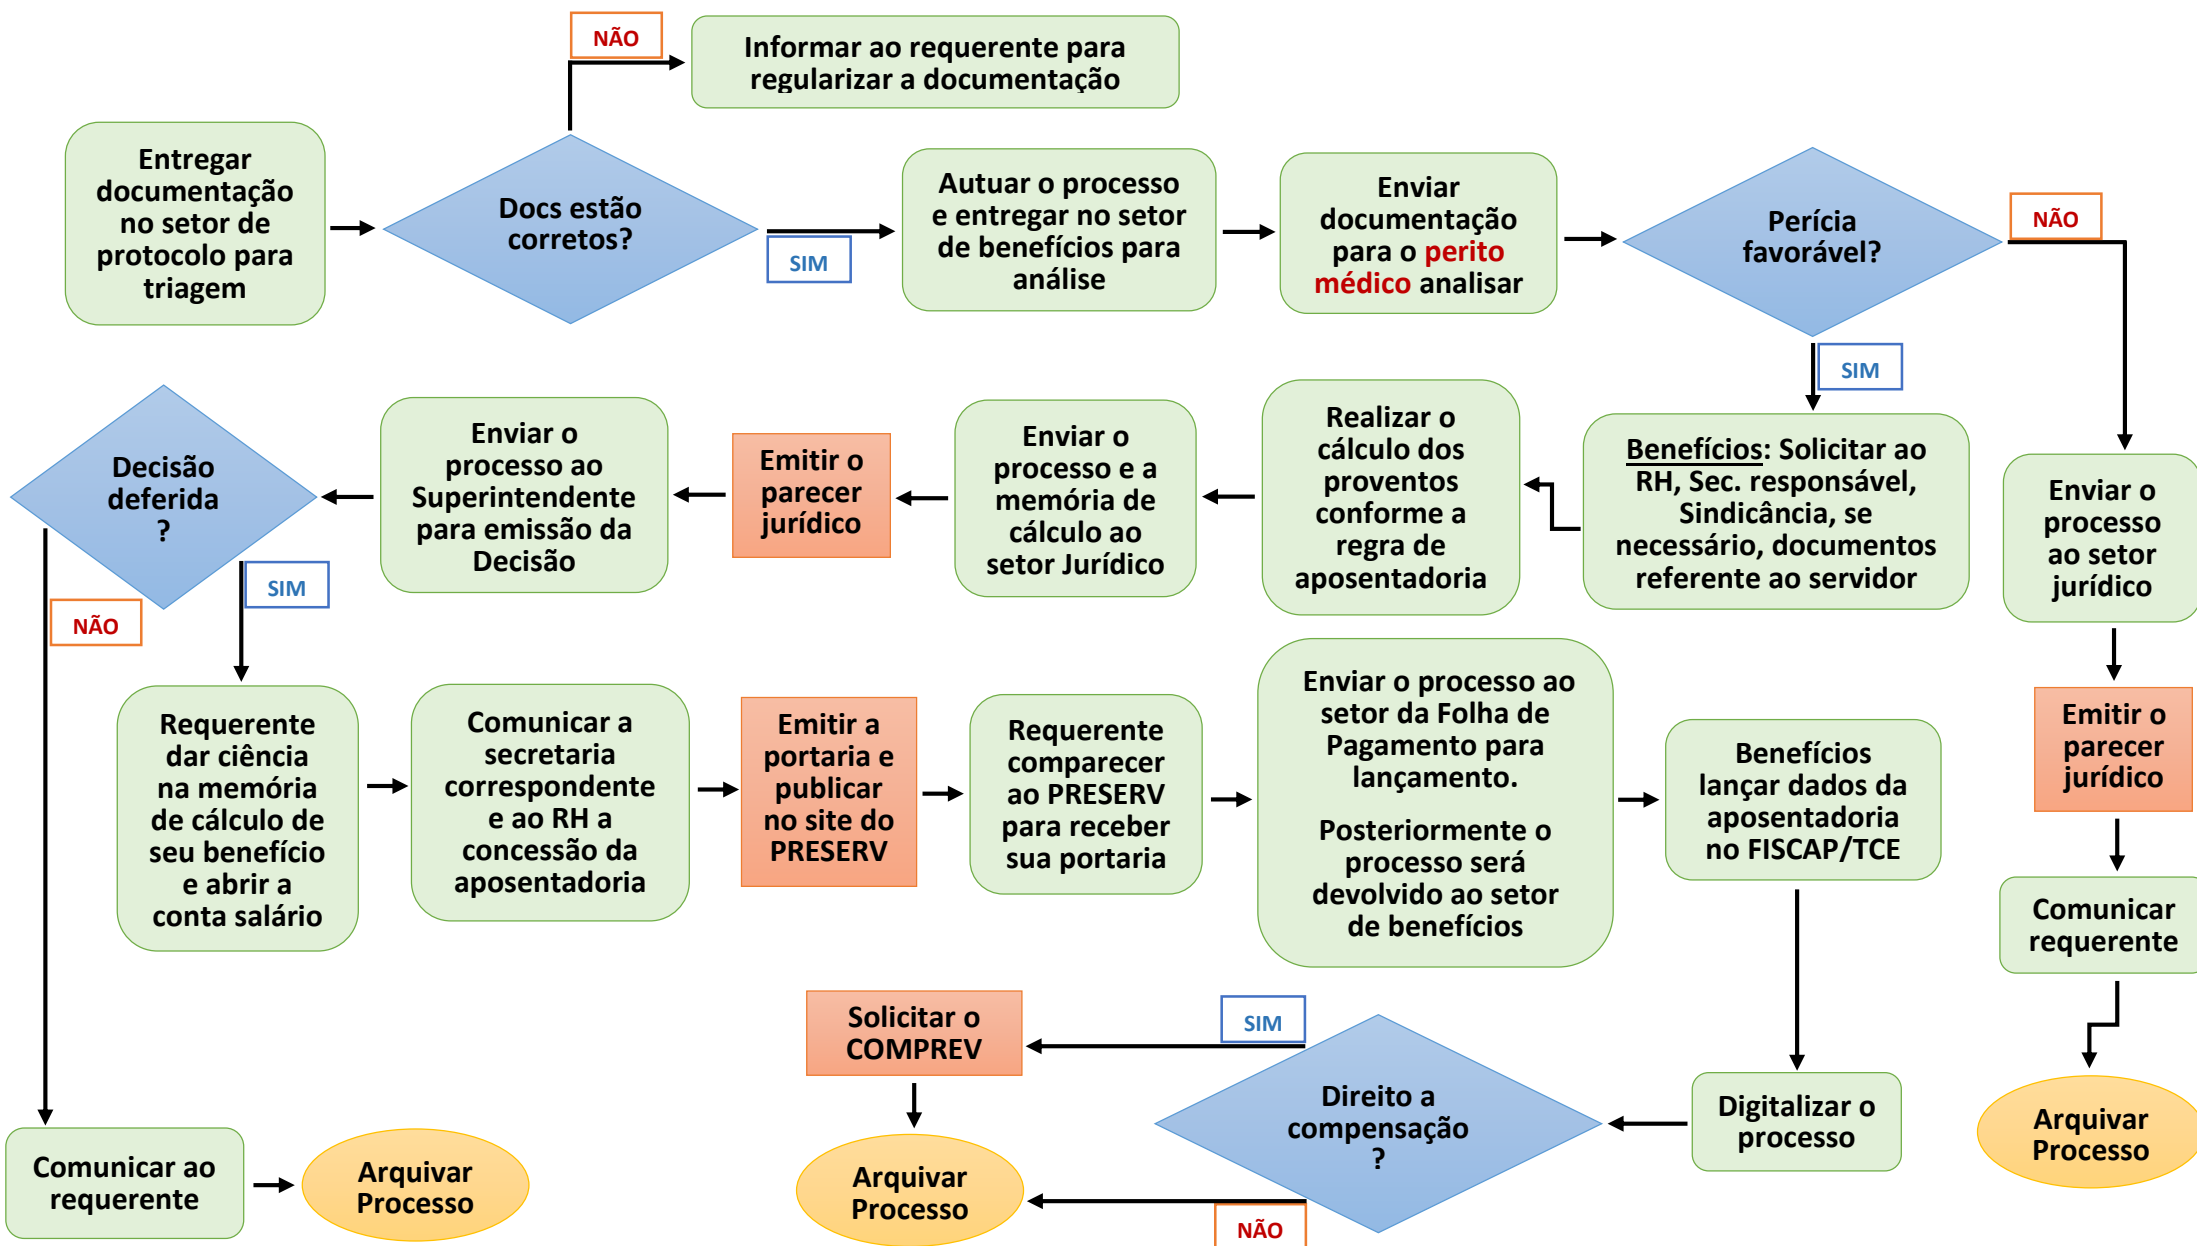 NÃO
Informar ao requerente para
regularizar a documentação
Entregar
documentação
no setor de
protocolo para
triagem
Docs estão
corretos?
SIM
Autuar o processo
e entregar no setor
de benefícios para
análise
Enviar
documentação
para o perito
médico analisar
Perícia
favorável?
NÃO
SIM
Decisão
deferida
?
Enviar o
processo ao
Superintendente
para emissão da
Decisão
Emitir o
parecer
jurídico
Enviar o
processo e a
memória de
cálculo ao
setor Jurídico
Realizar o
cálculo dos
proventos
conforme a
regra de
aposentadoria
Benefícios: Solicitar ao
RH, Sec. responsável,
Sindicância, se
necessário, documentos
referente ao servidor
Enviar o
processo
ao setor
jurídico
SIM
NÃO
Requerente
dar ciência
na memória
de cálculo de
seu benefício
e abrir a
conta salário
Comunicar a
secretaria
correspondente
e ao RH a
concessão da
aposentadoria
Emitir a
portaria e
publicar
no site do
PRESERV
Requerente
comparecer
ao PRESERV
para receber
sua portaria
Enviar o processo ao
setor da Folha de
Pagamento para
lançamento.
Posteriormente o
processo será
devolvido ao setor
de benefícios
Benefícios
lançar dados da
aposentadoria
no FISCAP/TCE
Emitir o
parecer
jurídico
Comunicar
requerente
Solicitar o
COMPREV
SIM
Direito a
compensação
?
Digitalizar o
processo
Arquivar
Processo
Comunicar ao
requerente
Arquivar
Processo
Arquivar
Processo
NÃO